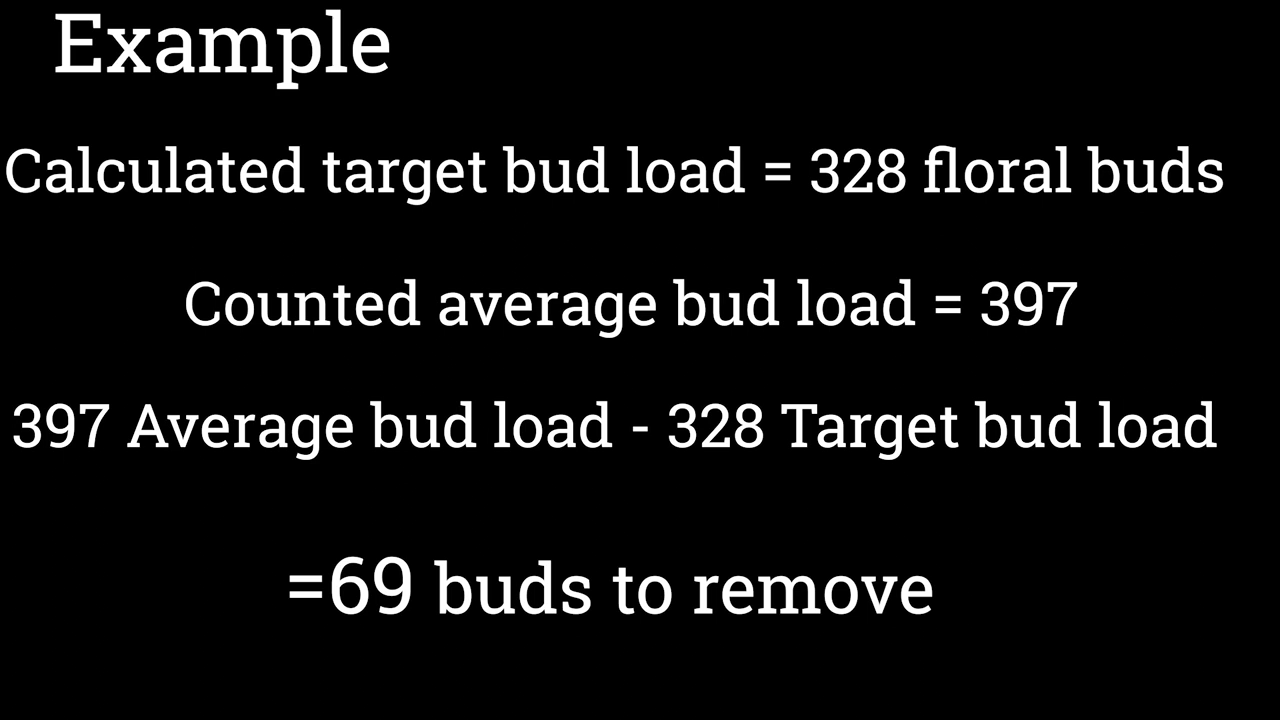 Example
Calculated target bud load = 328 floral buds
Counted average bud load = 397
397 Average bud load - 328 Target bud load
=69 buds to remove